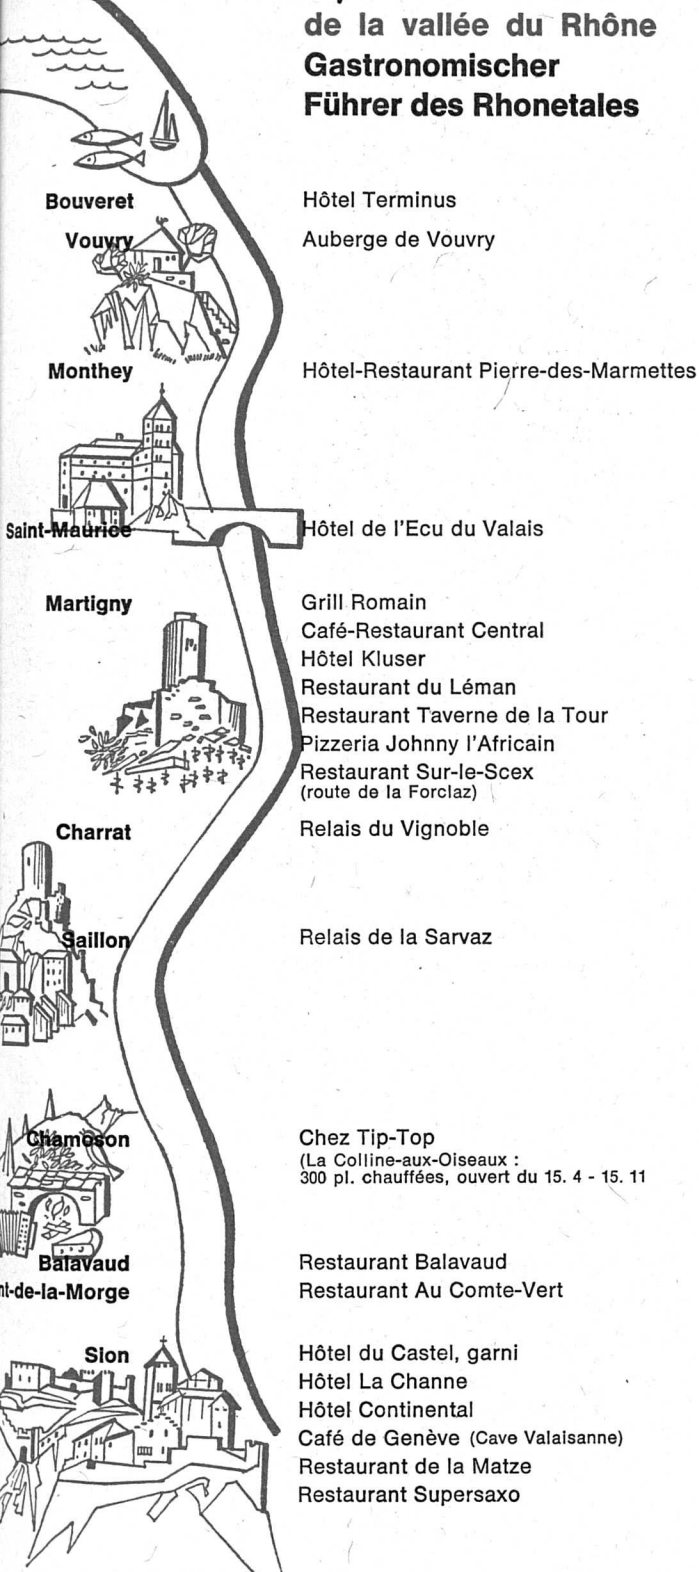 de la vallée du Rhône
Gastronomischer
Führer des Rhonetales
Bouveret Hôtel Terminus
Vouvry Auberge de Vouvry
Monthey Hôtel-Restaurant Pierre-des-Marmettes
Saint-Maurice Hôtel de l'Ecu du Valais
Martigny Grill Romain
Café-Restaurant Central
Hôtel Kluser
Restaurant du Léman
Restaurant Taverne de la Tour
Pizzeria Johnny l'Africain
Restaurant Sur-le-Scex
(route de la Forclaz)
Charrat Relais du Vignoble
Saillon Relais de la Sarvaz
Chamoson Chez Tip-Top
(La Colline-aux-Oiseaux :
300 pl. chauffées, ouvert du 15. 4 - 15. 11
Balavaud Restaurant Balavaud
nt-de-la-Morge Restaurant Au Comte-Vert
Sion Hôtel du Castel, garni
Hôtel La Channe
Hôtel Continental
Café de Genève (Cave Valaisanne)
Restaurant de la Matze
Restaurant Supersaxo